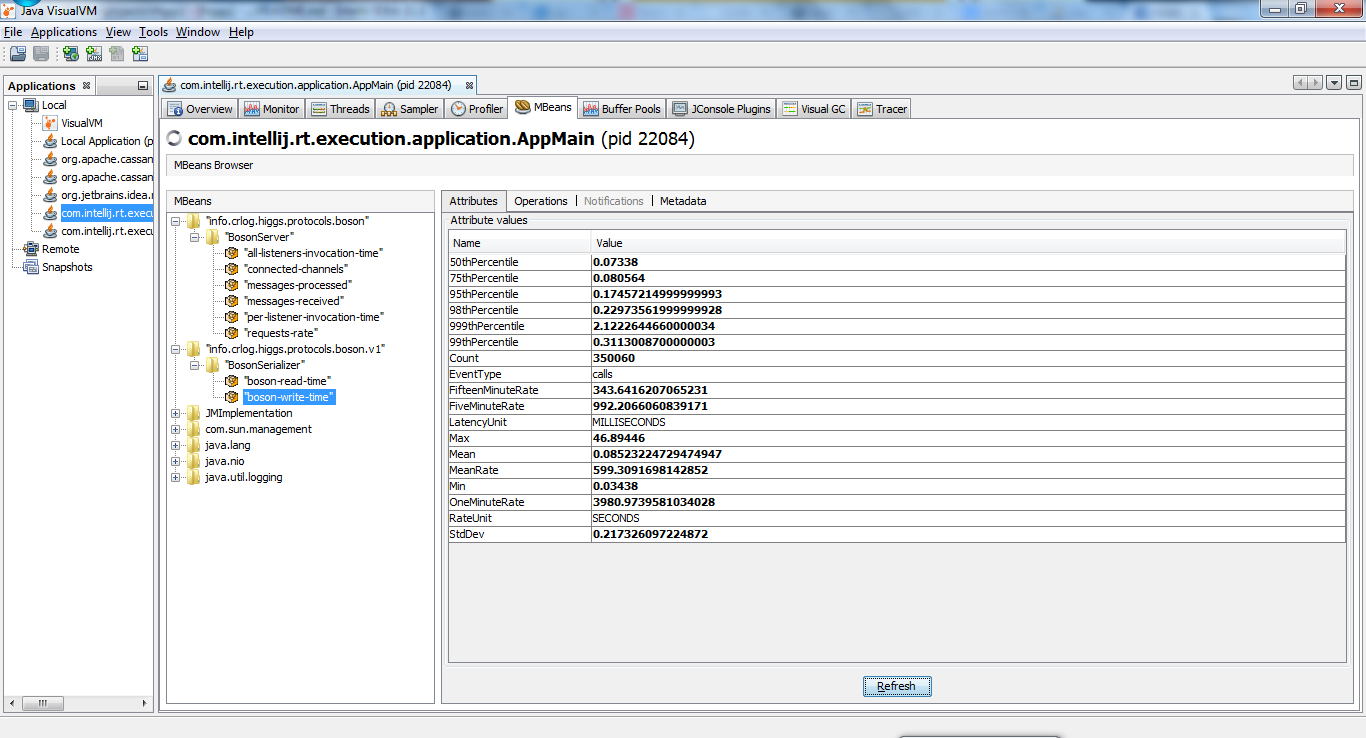 Java VisualVM
File Applications View Tools Window Help
Applications
Local
VisualVM
Local Application (p
org.apache.cassan
org.apache.cassan
org.jetbrains.idea.
com.intellij.rt.execu
com.intellij.rt.execu
Remote
Snapshots
com.intellij.rt.execution.application.AppMain (pid 22084)
Overview Monitor Threads Sampler Profiler MBeans Buffer Pools JConsole Plugins Visual GC Tracer
com.intellij.rt.execution.application.AppMain (pid 22084)
MBeans Browser
MBeans
"info.crlog.higgs.protocols.boson"
"BosonServer"
"all-listeners-invocation-time"
"connected-channels"
"messages-processed"
"messages-received"
"per-listener-invocation-time"
"requests-rate"
"info.crlog.higgs.protocols.boson.v1"
"BosonSerializer"
"boson-read-time"
"boson-write-time"
JMImplementation
com.sun.management
java.lang
java.nio
java.util.logging
Attributes Operations Notifications Metadata
Attribute values
Name Value
50thPercentile 0.07338
75thPercentile 0.080564
95thPercentile 0.17457214999999993
98thPercentile 0.22973561999999928
999thPercentile 2.1222644660000034
99thPercentile 0.3113008700000003
Count 350060
EventType calls
FifteenMinuteRate 343.6416207065231
FiveMinuteRate 992.2066060839171
LatencyUnit MILLISECONDS
Max 46.89446
Mean 0.08523224729474947
MeanRate 599.3091698142852
Min 0.03438
OneMinuteRate 3980.9739581034028
RateUnit SECONDS
StdDev 0.217326097224872
Refresh